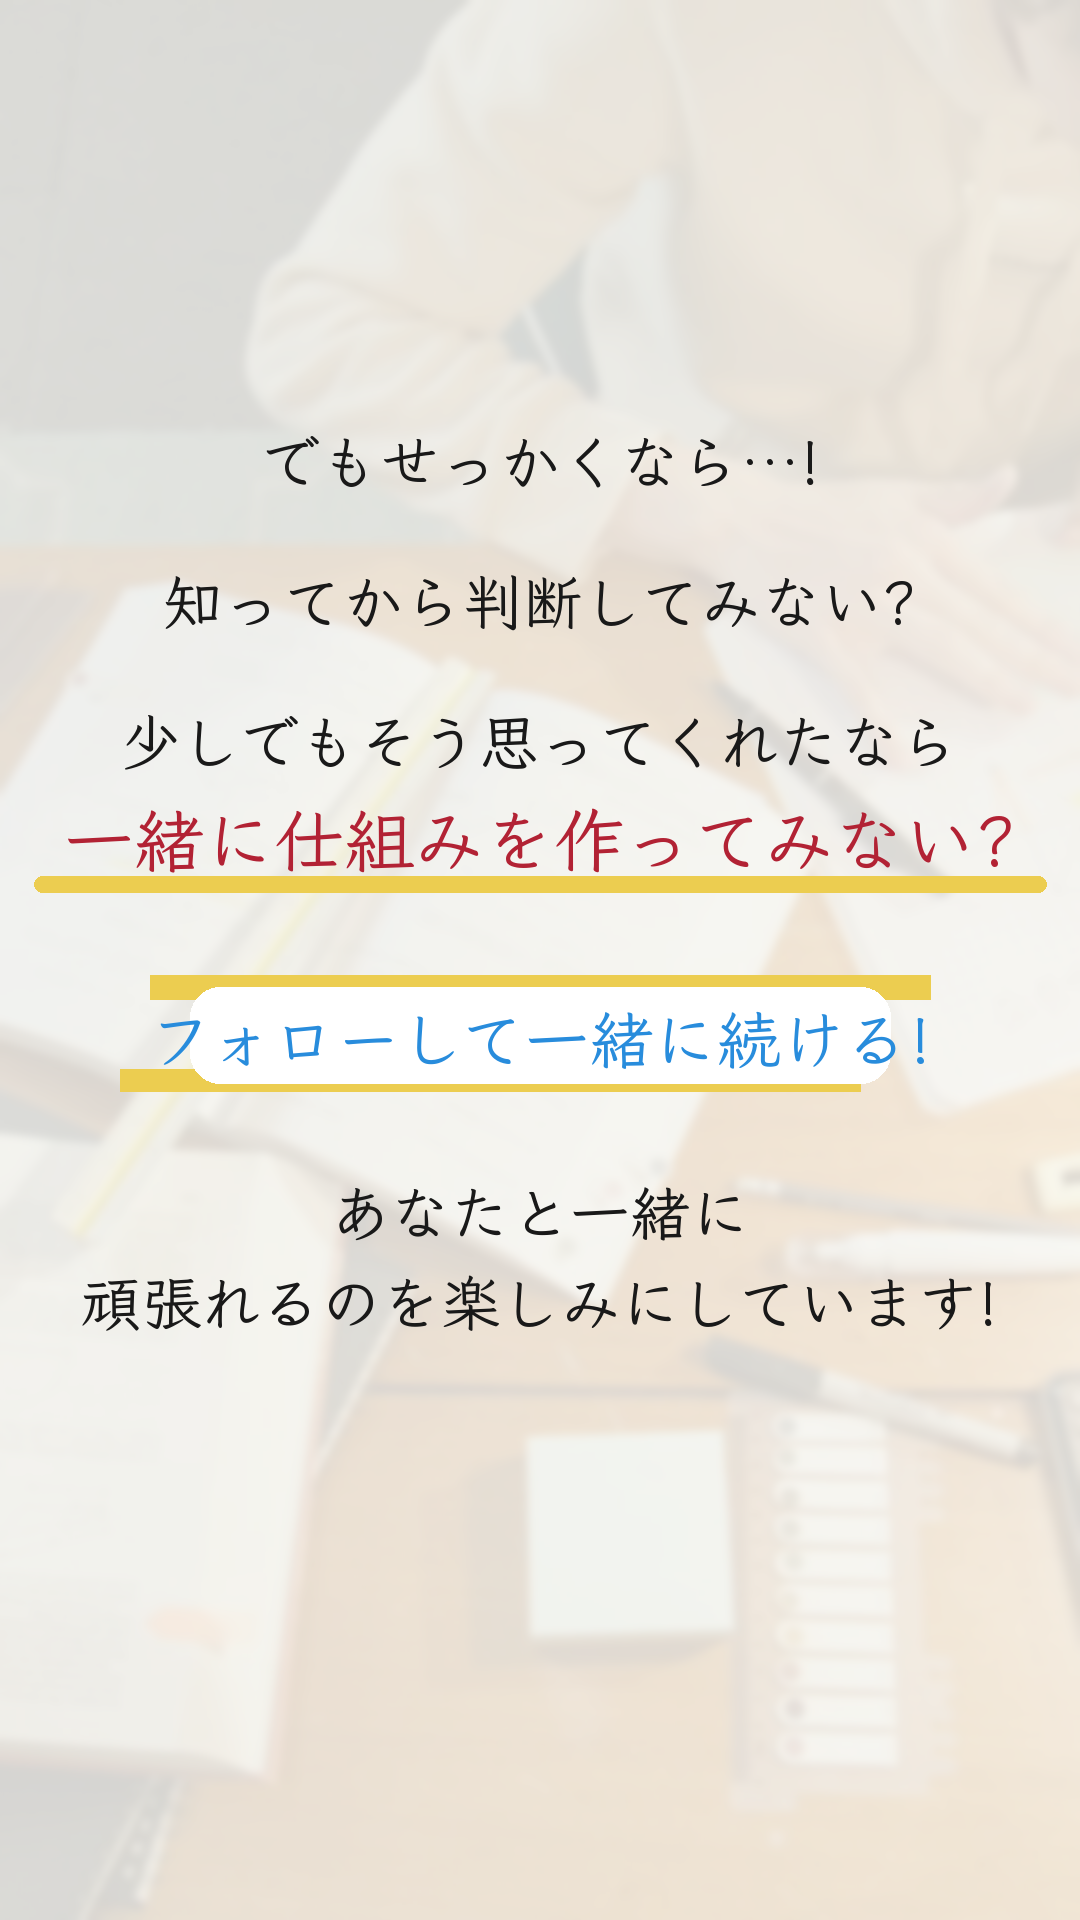 でもせっかくなら…!
知ってから判断してみない?
少しでもそう思ってくれたなら
一緒に仕組みを作ってみない?
フォローして一緒に続ける!
あなたと一緒に
頑張れるのを楽しみにしています!